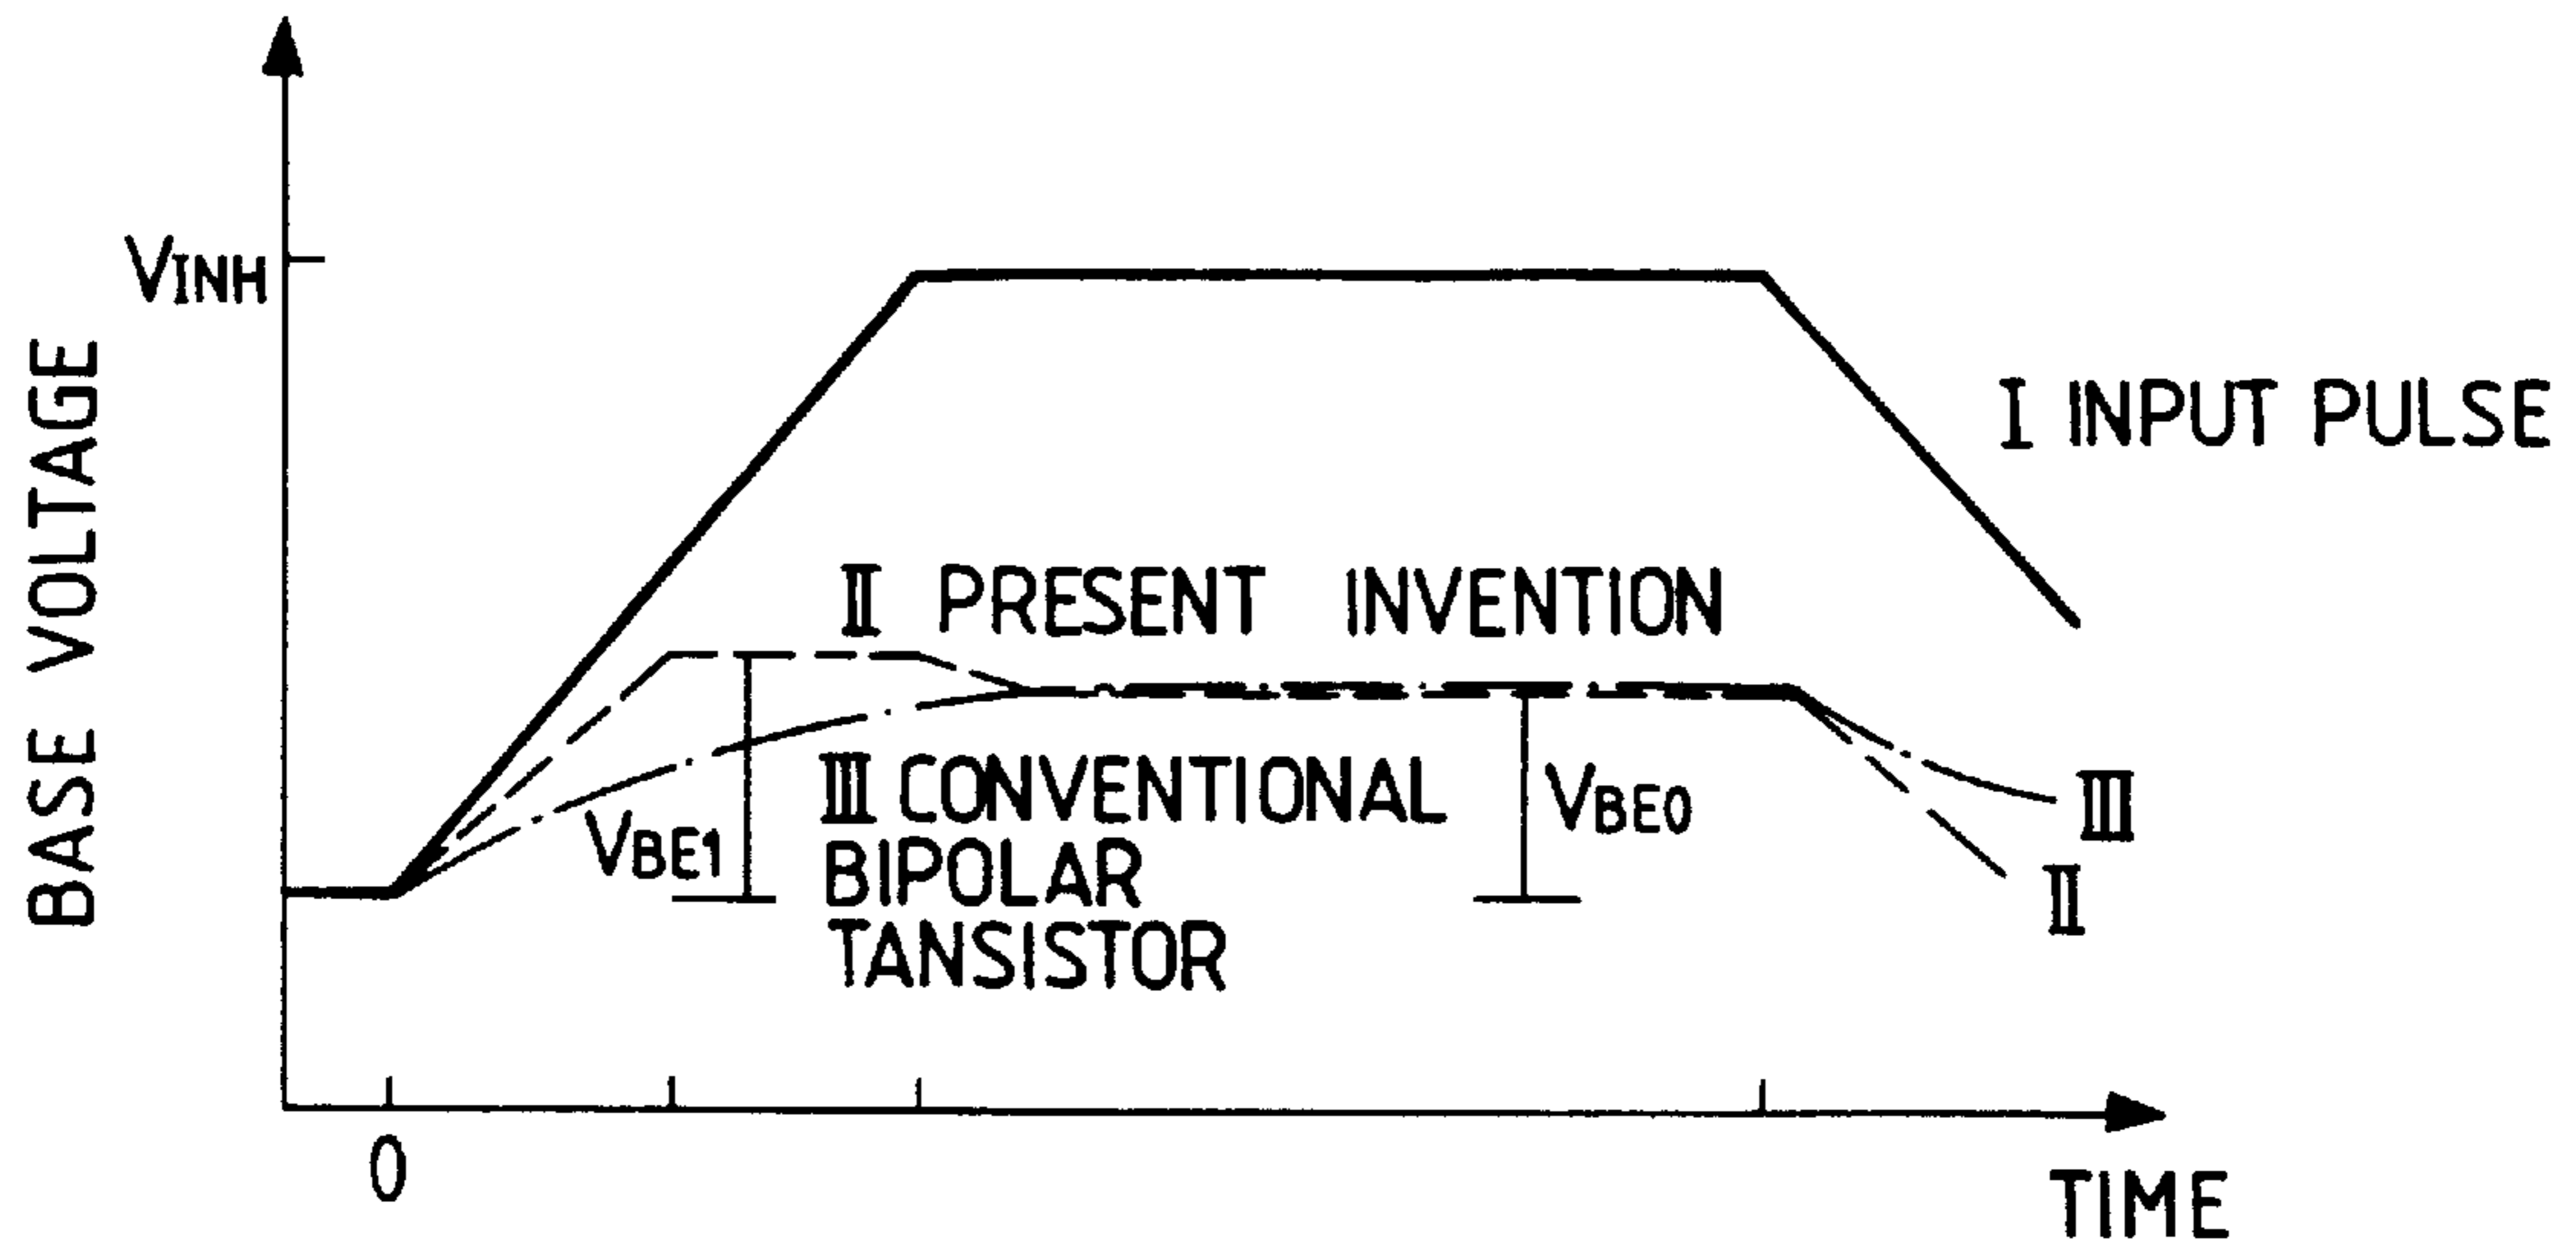 BASE VOLTAGE
VINH
I INPUT PULSE
II PRESENT INVENTION
III CONVENTIONAL
BIPOLAR
TANSISTOR
VBE1
VBE0
III
II
0
TIME